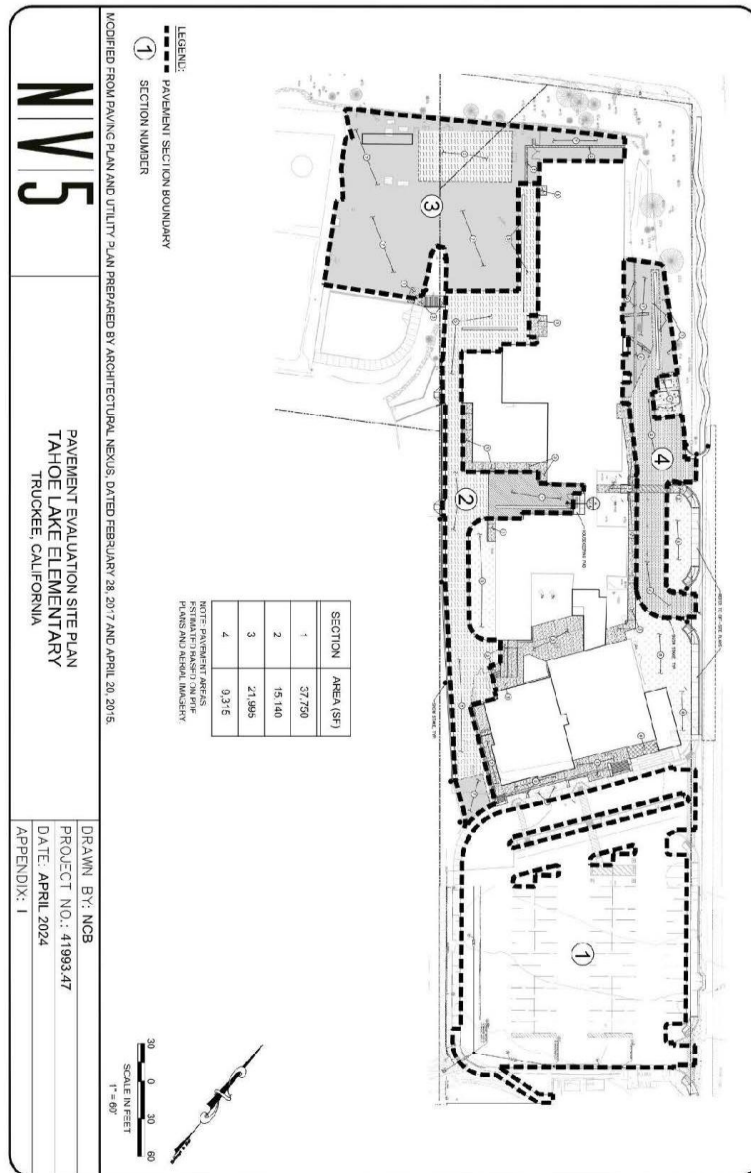 LEGEND:
PAVEMENT SECTION BOUNDARY
1 SECTION NUMBER
3
4
2
1
SECTION AREA (SF)
1 37,750
2 15,140
3 21,995
4 9,315
NOTE: PAVEMENT AREAS
ESTIMATED BASED ON PDF
PLANS AND AERIAL IMAGERY.
30 0 30 60
SCALE IN FEET
1" = 60'
MODIFIED FROM PAVING PLAN AND UTILITY PLAN PREPARED BY ARCHITECTURAL NEXUS, DATED FEBRUARY 28, 2017 AND APRIL 20, 2015.
N|V|5
PAVEMENT EVALUATION SITE PLAN
TAHOE LAKE ELEMENTARY
TRUCKEE, CALIFORNIA
DRAWN BY: NCB
PROJECT NO.: 41993.47
DATE: APRIL 2024
APPENDIX: I